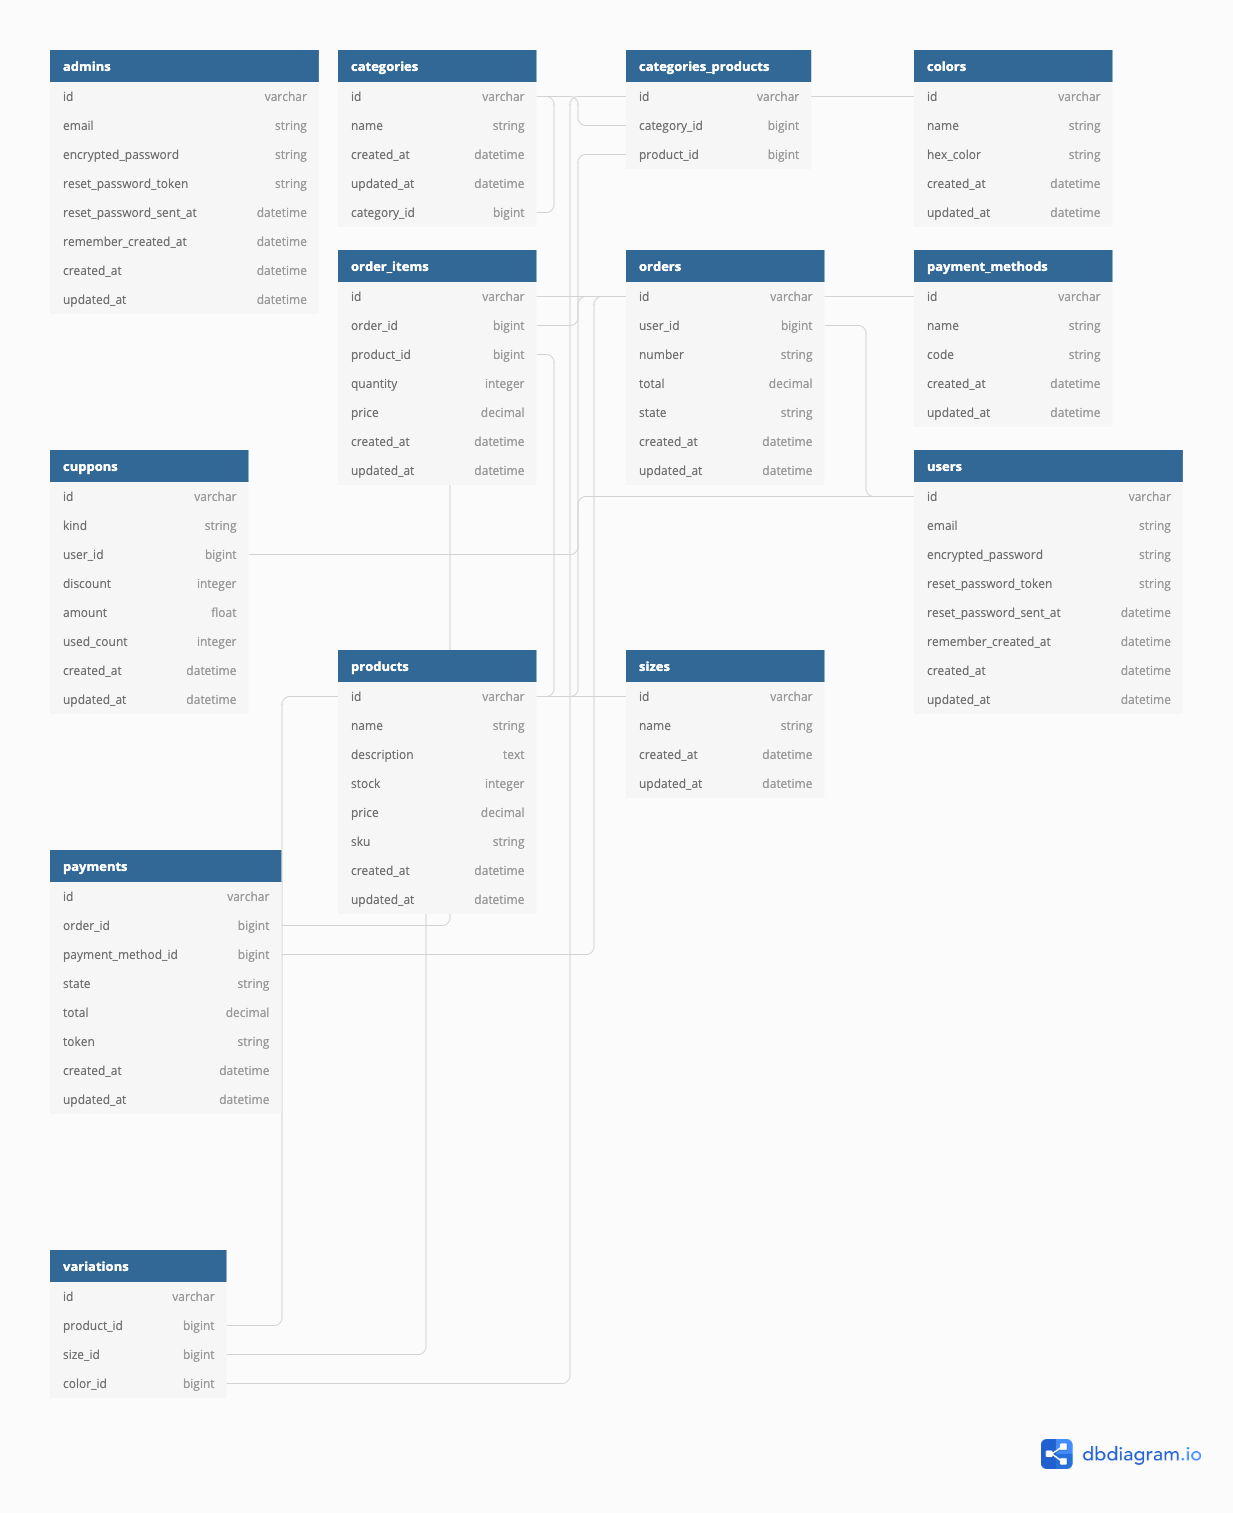 admins
id varchar
email string
encrypted_password string
reset_password_token string
reset_password_sent_at datetime
remember_created_at datetime
created_at datetime
updated_at datetime
categories
id varchar
name string
created_at datetime
updated_at datetime
category_id bigint
categories_products
id varchar
category_id bigint
product_id bigint
colors
id varchar
name string
hex_color string
created_at datetime
updated_at datetime
order_items
id varchar
order_id bigint
product_id bigint
quantity integer
price decimal
created_at datetime
updated_at datetime
orders
id varchar
user_id bigint
number string
total decimal
state string
created_at datetime
updated_at datetime
payment_methods
id varchar
name string
code string
created_at datetime
updated_at datetime
cuppons
id varchar
kind string
user_id bigint
discount integer
amount float
used_count integer
created_at datetime
updated_at datetime
users
id varchar
email string
encrypted_password string
reset_password_token string
reset_password_sent_at datetime
remember_created_at datetime
created_at datetime
updated_at datetime
products
id varchar
name string
description text
stock integer
price decimal
sku string
created_at datetime
updated_at datetime
sizes
id varchar
name string
created_at datetime
updated_at datetime
payments
id varchar
order_id bigint
payment_method_id bigint
state string
total decimal
token string
created_at datetime
updated_at datetime
variations
id varchar
product_id bigint
size_id bigint
color_id bigint
dbdiagram.io